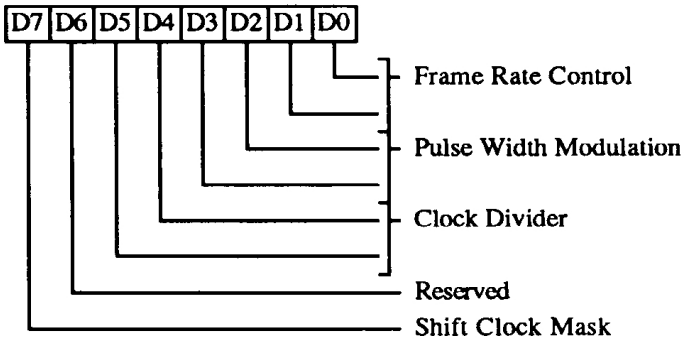 D7 D6 D5 D4 D3 D2 D1 D0
Frame Rate Control
Pulse Width Modulation
Clock Divider
Reserved
Shift Clock Mask